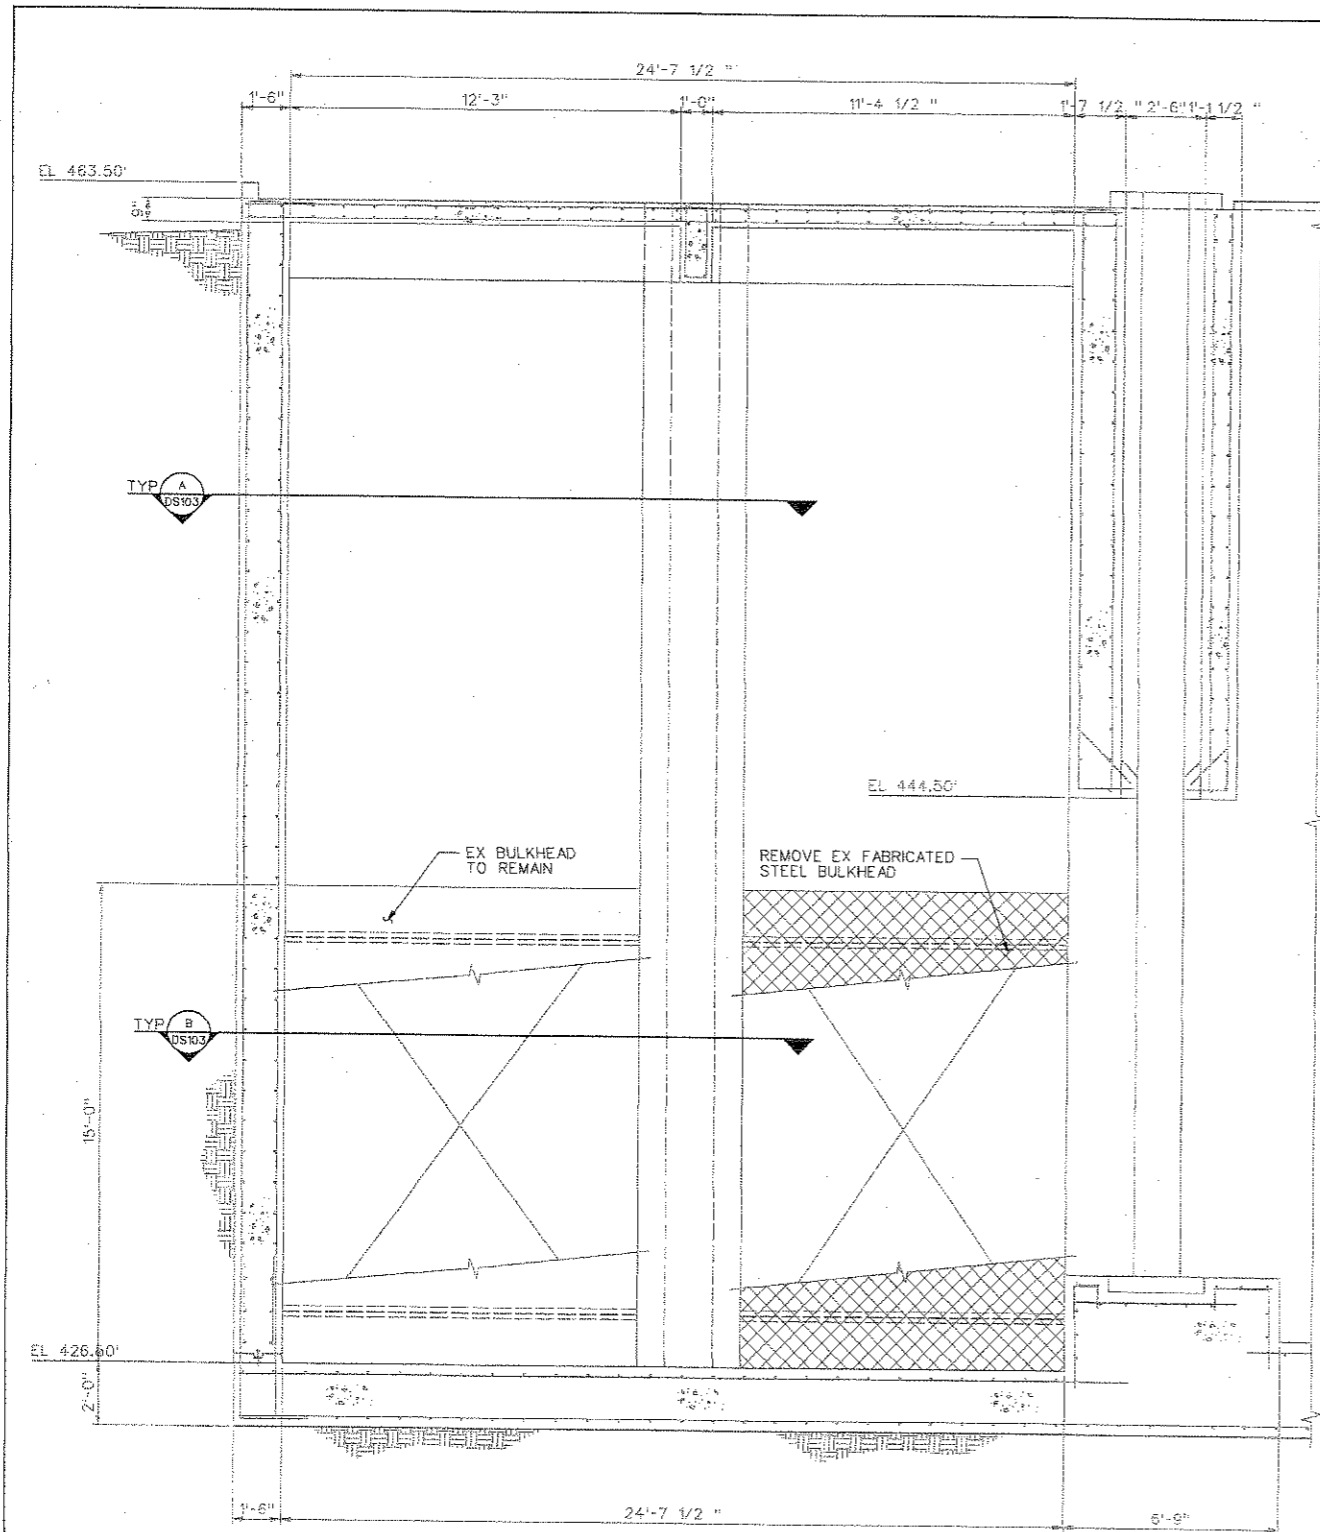 24'-7 1/2 "
1'-6"
12'-3"
1'-0"
11'-4 1/2 "
1'-7 1/2 "
2'-6"
1'-1 1/2 "
EL 463.50'
TYP
A
DS103
EL 444.50'
EX BULKHEAD
TO REMAIN
REMOVE EX FABRICATED
STEEL BULKHEAD
TYP
B
DS103
15'-0"
EL 426.60'
2'-0"
1'-6"
24'-7 1/2 "
6'-9"